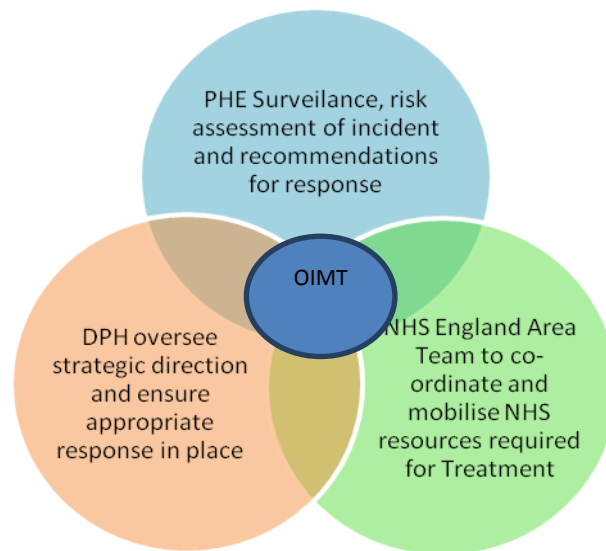 PHE Surveilance, risk
assessment of incident
and recommendations
for response
OIMT
DPH oversee
strategic direction
and ensure
appropriate
response in place
NHS England Area
Team to co-
ordinate and
mobilise NHS
resources required
for Treatment